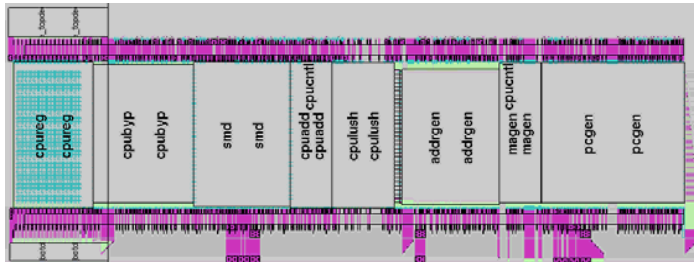 cpureg cpureg
cpubyp cpubyp
smd smd
cpuadd cpucntl
cpuadd
cpulush cpulush
addrgen addrgen
magen cpucntl
magen
pcgen pcgen